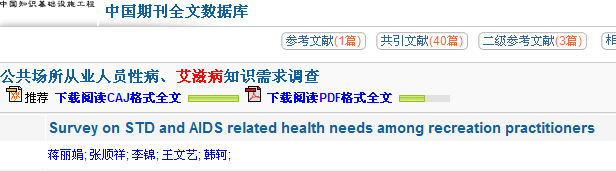 中国知识基础设施工程
中国期刊全文数据库
参考文献(1篇) 共引文献(40篇) 二级参考文献(3篇) 相
公共场所从业人员性病、艾滋病知识需求调查
推荐 下载阅读CAJ格式全文 下载阅读PDF格式全文
Survey on STD and AIDS related health needs among recreation practitioners
蒋丽娟; 张顺祥; 李锦; 王文艺; 韩轲;